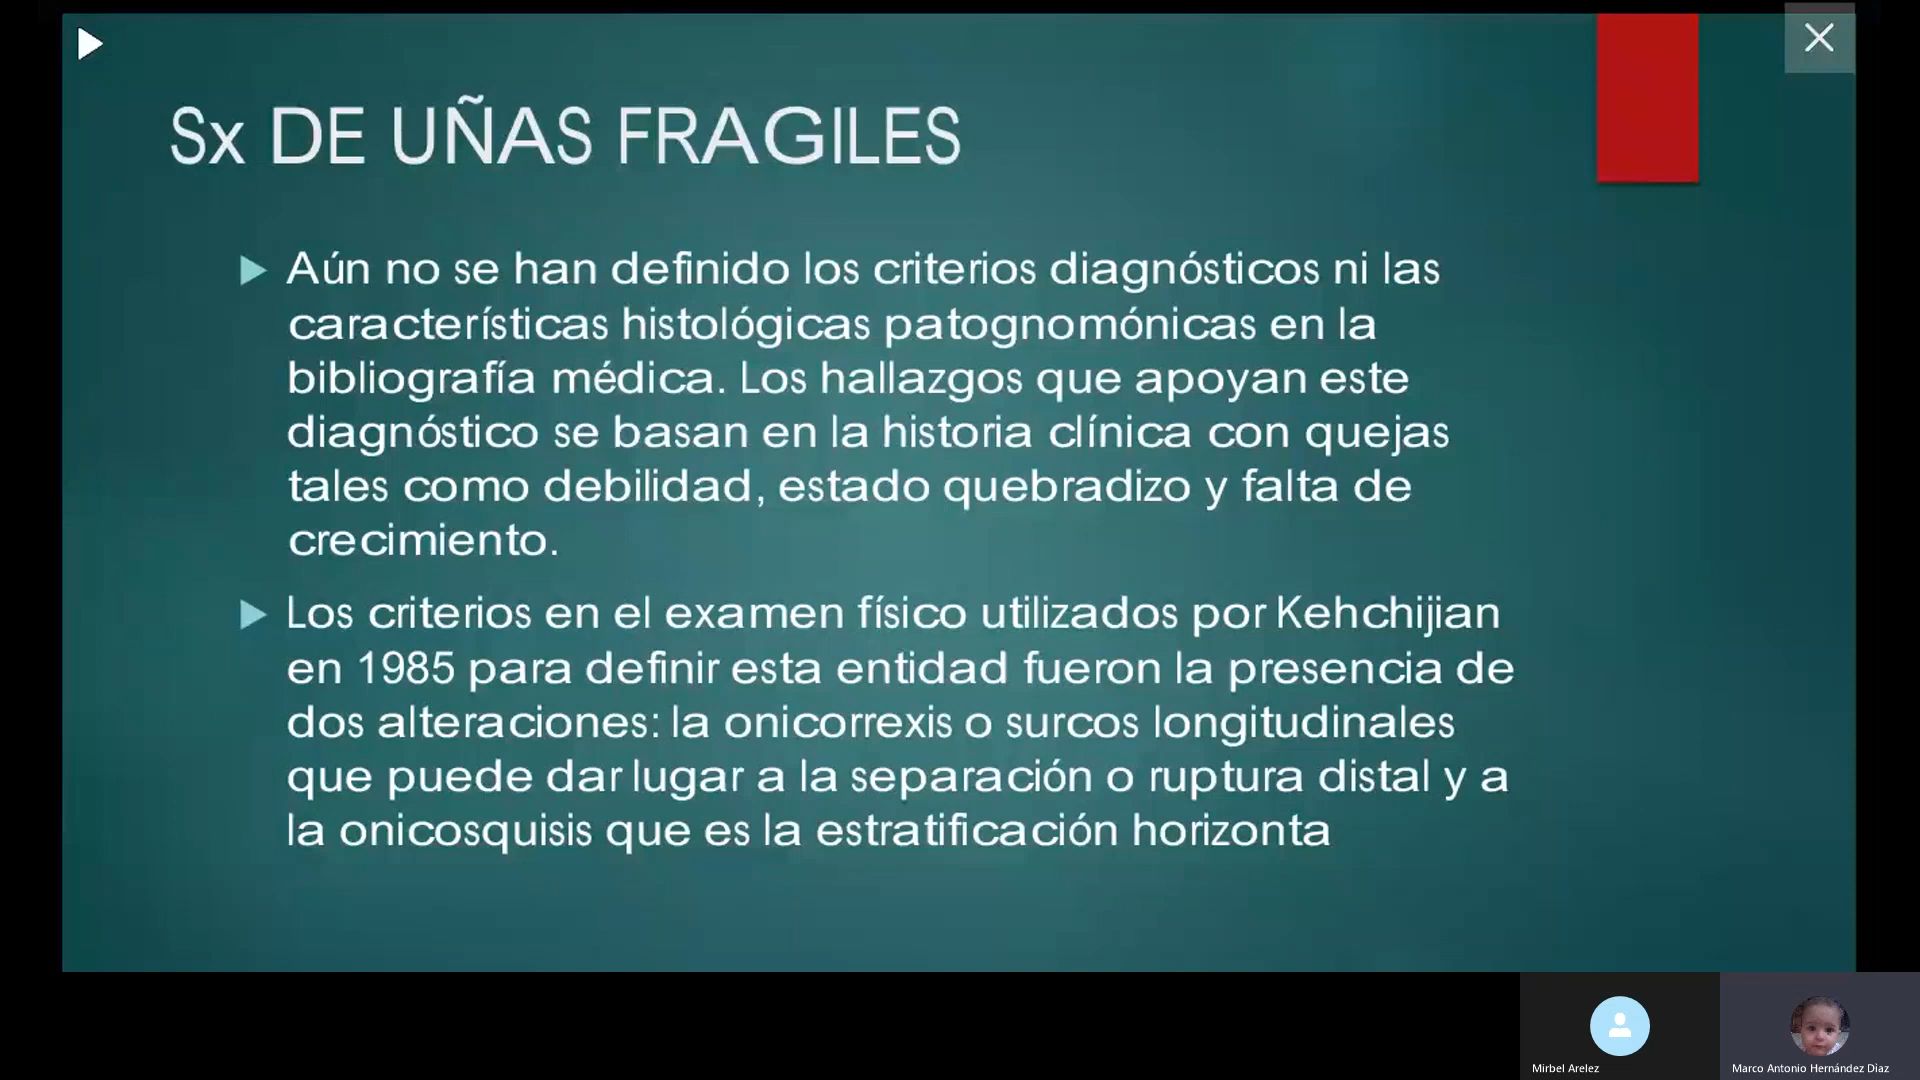 Sx DE UÑAS FRAGILES
Aún no se han definido los criterios diagnósticos ni las
características histológicas patognomónicas en la
bibliografía médica. Los hallazgos que apoyan este
diagnóstico se basan en la historia clínica con quejas
tales como debilidad, estado quebradizo y falta de
crecimiento.
Los criterios en el examen físico utilizados por Kehchijian
en 1985 para definir esta entidad fueron la presencia de
dos alteraciones: la onicorrexis o surcos longitudinales
que puede dar lugar a la separación o ruptura distal y a
la onicosquisis que es la estratificación horizonta
Mirbel Arelez
Marco Antonio Hernández Dìaz